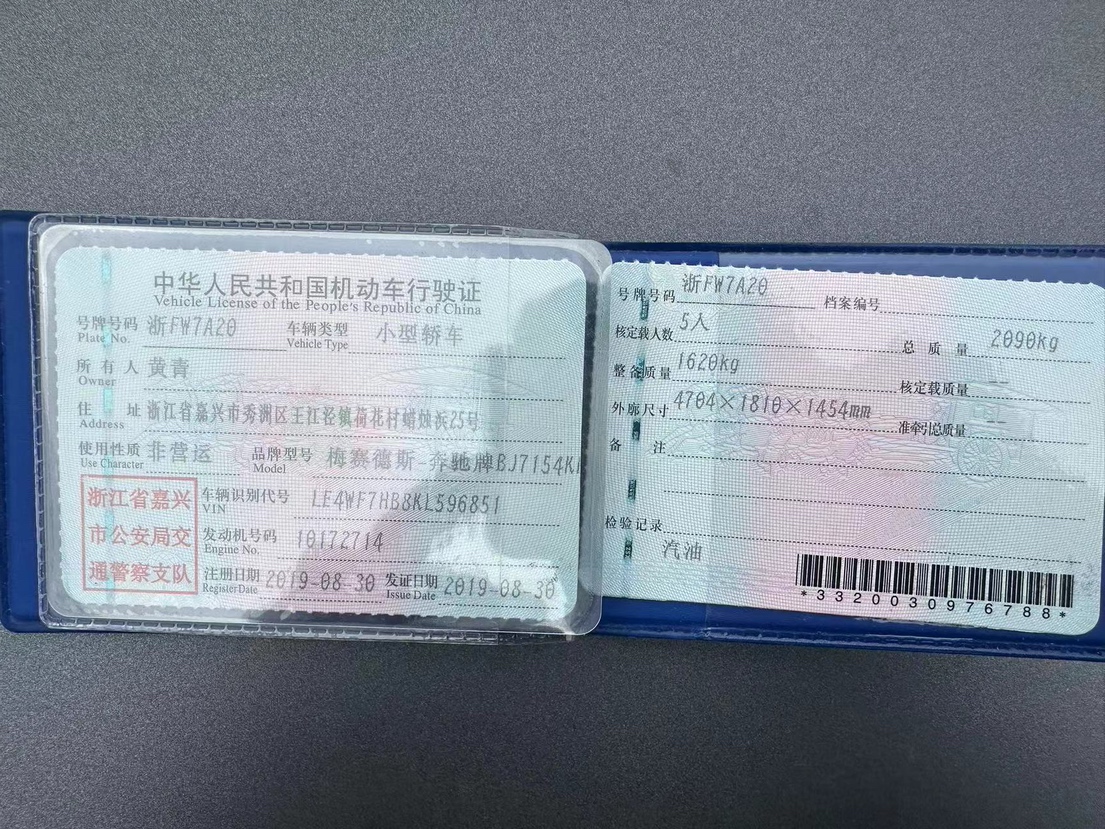 中华人民共和国机动车行驶证
Vehicle License of the People's Republic of China
号牌号码 浙FW7A20 车辆类型 小型轿车
Plate No. Vehicle Type
所有人 黄青
Owner
住址 浙江省嘉兴市秀洲区王江泾镇荷花村蜻蚰浜25号
Address
使用性质 非营运 品牌型号 梅赛德斯-奔驰牌BJ7154K
Use Character Model
浙江省嘉兴
市公安局交
通警察支队
车辆识别代号 LE4WF7HB8KL596851
VIN
发动机号码 10172714
Engine No.
注册日期 2019-08-30 发证日期 2019-08-30
Register Date Issue Date
号牌号码 浙FW7A20 档案编号
核定载人数 5人 总质量 2090kg
整备质量 1620kg 核定载质量 --
外廓尺寸 4704×1810×1454mm 准牵引总质量 --
备注
检验记录
汽油
*3320030976788*